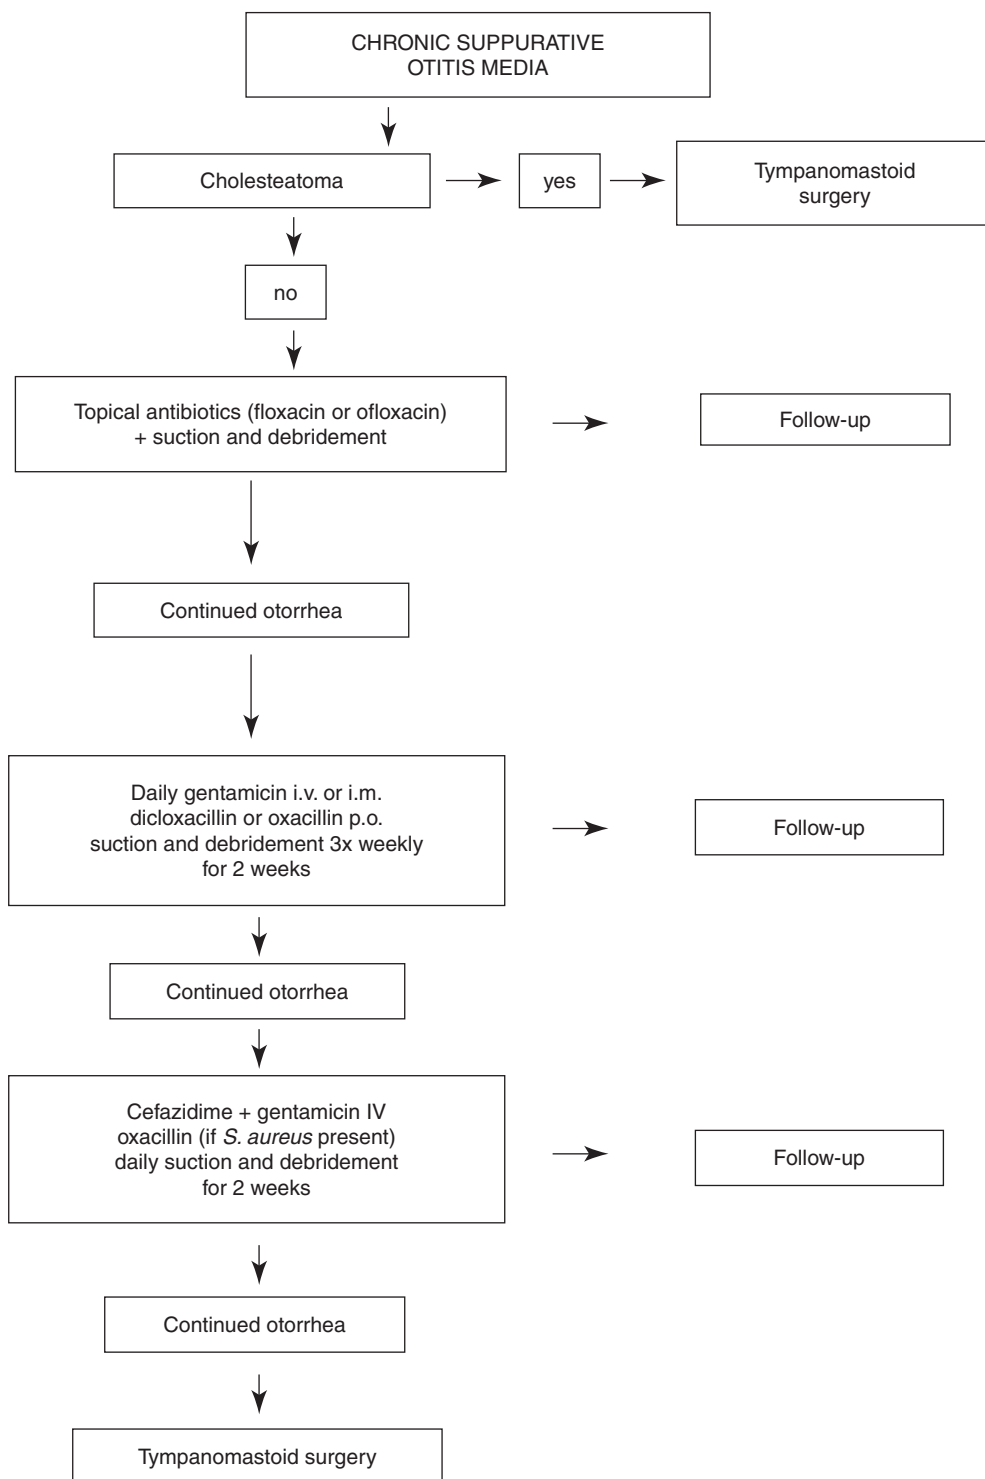 CHRONIC SUPPURATIVE
OTITIS MEDIA
Cholesteatoma
yes
Tympanomastoid
surgery
no
Topical antibiotics (floxacin or ofloxacin)
+ suction and debridement
Follow-up
Continued otorrhea
Daily gentamicin i.v. or i.m.
dicloxacillin or oxacillin p.o.
suction and debridement 3x weekly
for 2 weeks
Follow-up
Continued otorrhea
Cefazidime + gentamicin IV
oxacillin (if S. aureus present)
daily suction and debridement
for 2 weeks
Follow-up
Continued otorrhea
Tympanomastoid surgery